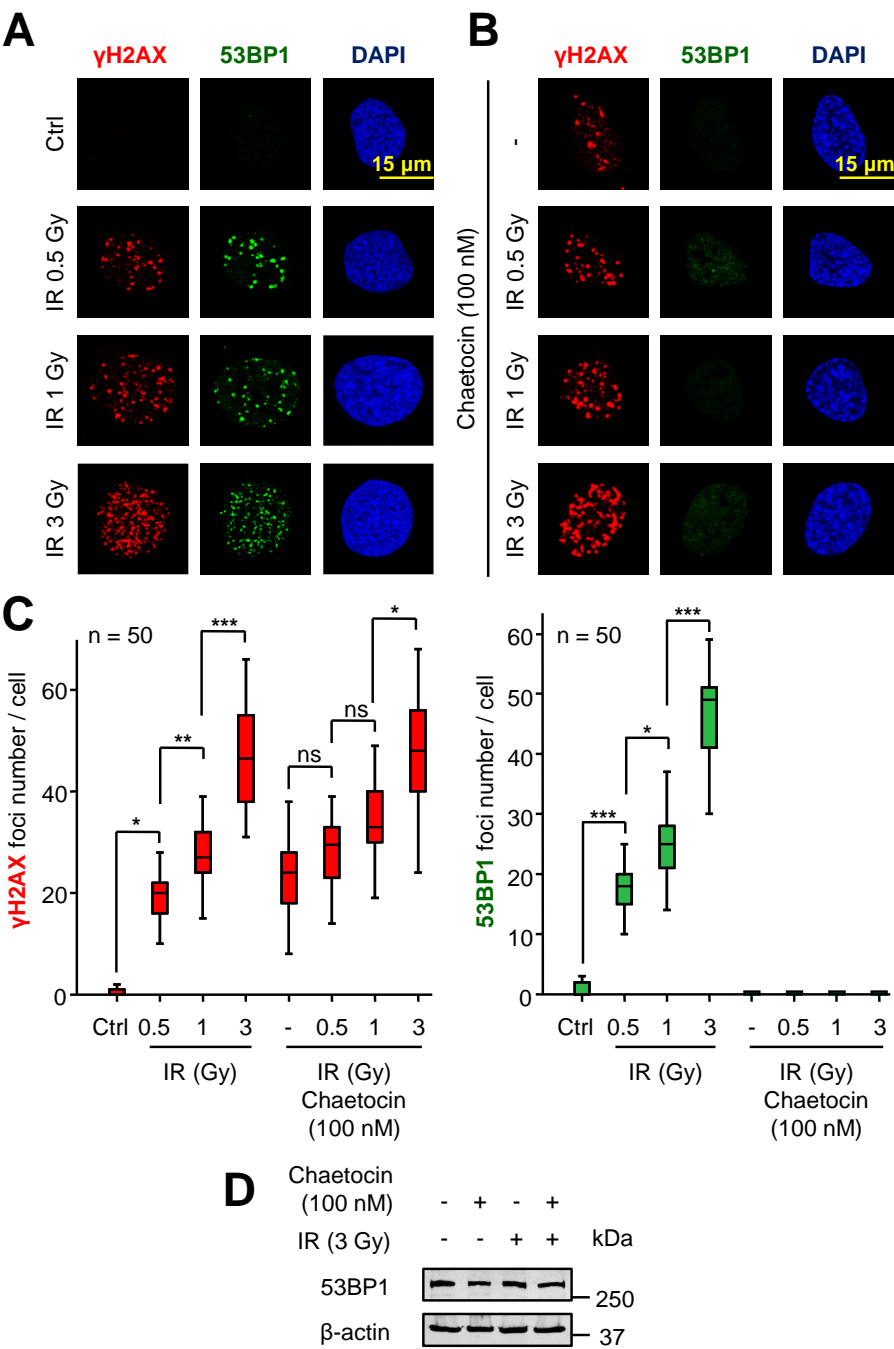 A
γH2AX 53BP1 DAPI
Ctrl
15 μm
IR 0.5 Gy
IR 1 Gy
IR 3 Gy
B
γH2AX 53BP1 DAPI
Chaetocin (100 nM)
-
15 μm
IR 0.5 Gy
IR 1 Gy
IR 3 Gy
C
γH2AX foci number / cell
n = 50
60
40
20
0
*
**
***
ns
ns
*
Ctrl 0.5 1 3 - 0.5 1 3
IR (Gy) IR (Gy)
Chaetocin
(100 nM)
53BP1 foci number / cell
n = 50
60
50
40
30
20
10
0
***
*
***
Ctrl 0.5 1 3 - 0.5 1 3
IR (Gy) IR (Gy)
Chaetocin
(100 nM)
D
Chaetocin
(100 nM) - + - +
IR (3 Gy) - - + + kDa
53BP1 250
β-actin 37